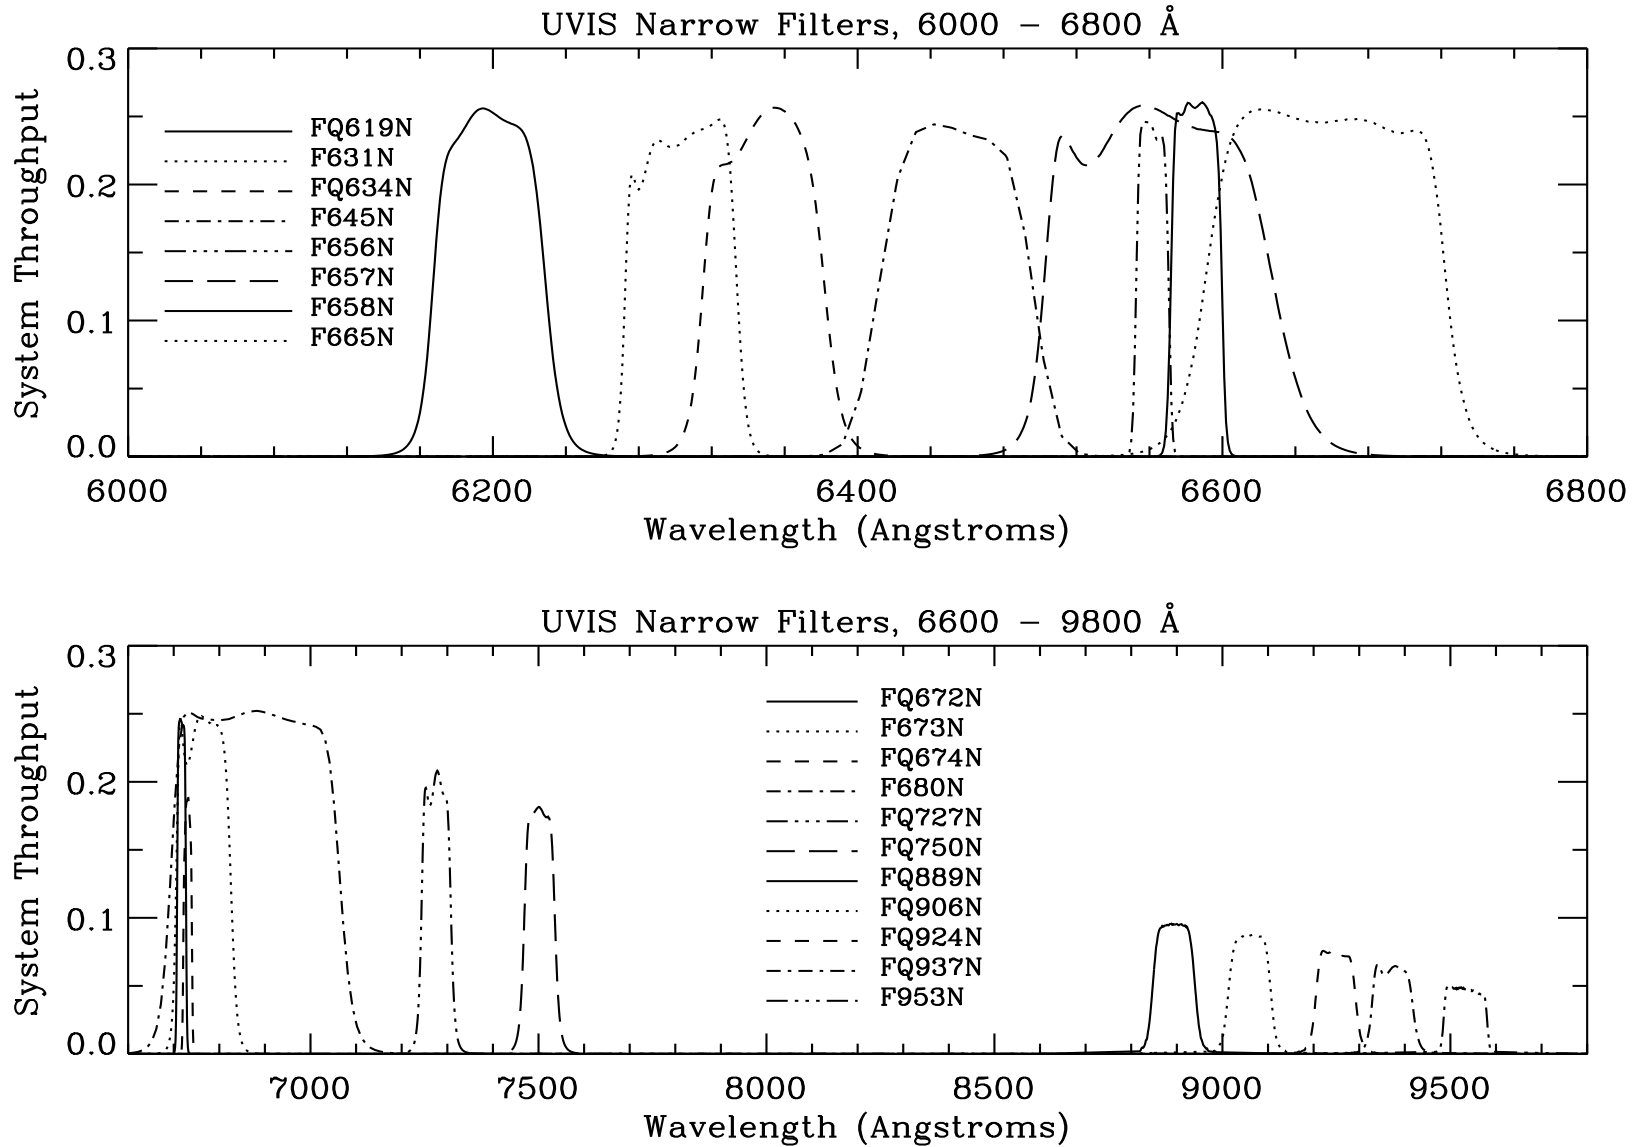 UVIS Narrow Filters, 6000 − 6800 Å
System Throughput
0.3
0.2
0.1
0.0
FQ619N
F631N
FQ634N
F645N
F656N
F657N
F658N
F665N
6000 6200 6400 6600 6800
Wavelength (Angstroms)
UVIS Narrow Filters, 6600 − 9800 Å
System Throughput
0.3
0.2
0.1
0.0
FQ672N
F673N
FQ674N
F680N
FQ727N
FQ750N
FQ889N
FQ906N
FQ924N
FQ937N
F953N
7000 7500 8000 8500 9000 9500
Wavelength (Angstroms)